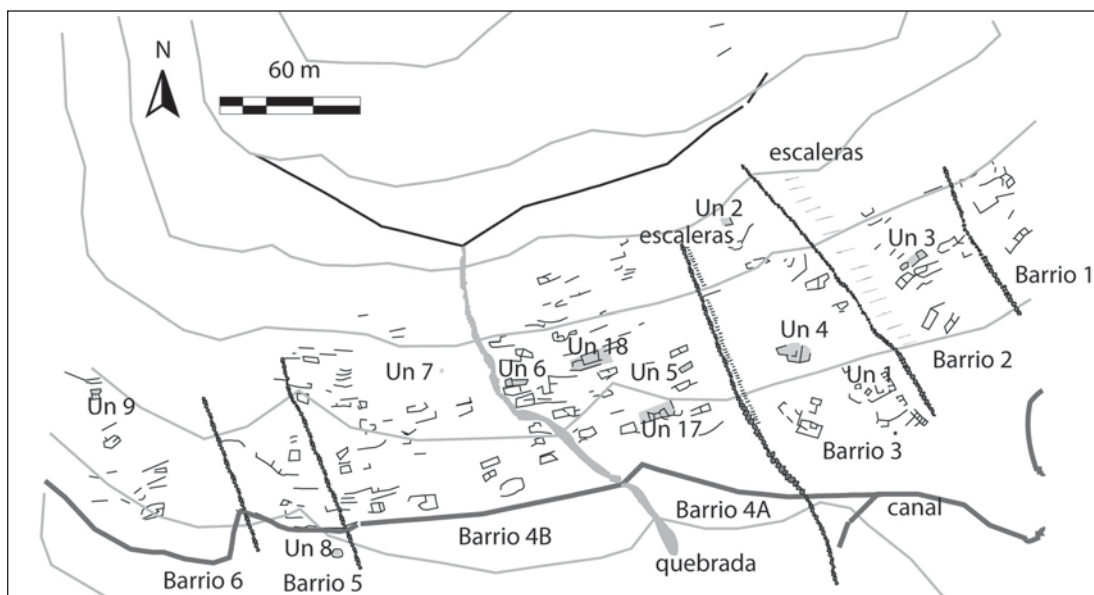 N
60 m
escaleras
Un 2
escaleras
Un 3
Barrio 1
Un 4
Un 18
Barrio 2
Un 6
Un 7
Un 5
Un 1
Un 9
Un 17
Barrio 3
Barrio 4A
canal
Barrio 4B
Un 8
quebrada
Barrio 6
Barrio 5